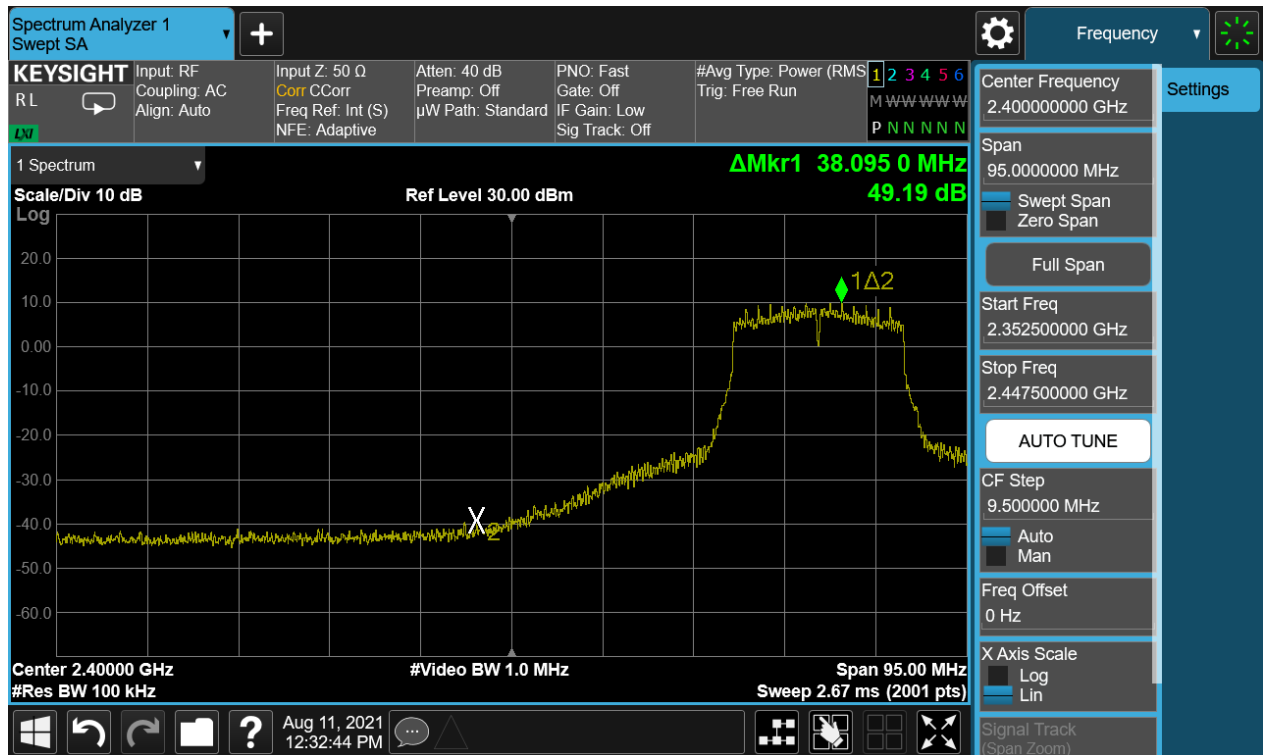 Spectrum Analyzer 1
Swept SA
Frequency
KEYSIGHT
R L
LXI
Input: RF
Coupling: AC
Align: Auto
Input Z: 50 Ω
Corr CCorr
Freq Ref: Int (S)
NFE: Adaptive
Atten: 40 dB
Preamp: Off
µW Path: Standard
PNO: Fast
Gate: Off
IF Gain: Low
Sig Track: Off
#Avg Type: Power (RMS
Trig: Free Run
1 2 3 4 5 6
M W W W W W
P N N N N N
1 Spectrum
ΔMkr1 38.095 0 MHz
49.19 dB
Scale/Div 10 dB
Ref Level 30.00 dBm
Log
20.0
10.0
0.00
-10.0
-20.0
-30.0
-40.0
-50.0
-60.0
1Δ2
X
2
Center 2.40000 GHz
#Video BW 1.0 MHz
Span 95.00 MHz
#Res BW 100 kHz
Sweep 2.67 ms (2001 pts)
Aug 11, 2021
12:32:44 PM
Center Frequency
2.400000000 GHz
Span
95.0000000 MHz
Swept Span
Zero Span
Full Span
Start Freq
2.352500000 GHz
Stop Freq
2.447500000 GHz
AUTO TUNE
CF Step
9.500000 MHz
Auto
Man
Freq Offset
0 Hz
X Axis Scale
Log
Lin
Signal Track
(Span Zoom)
Settings